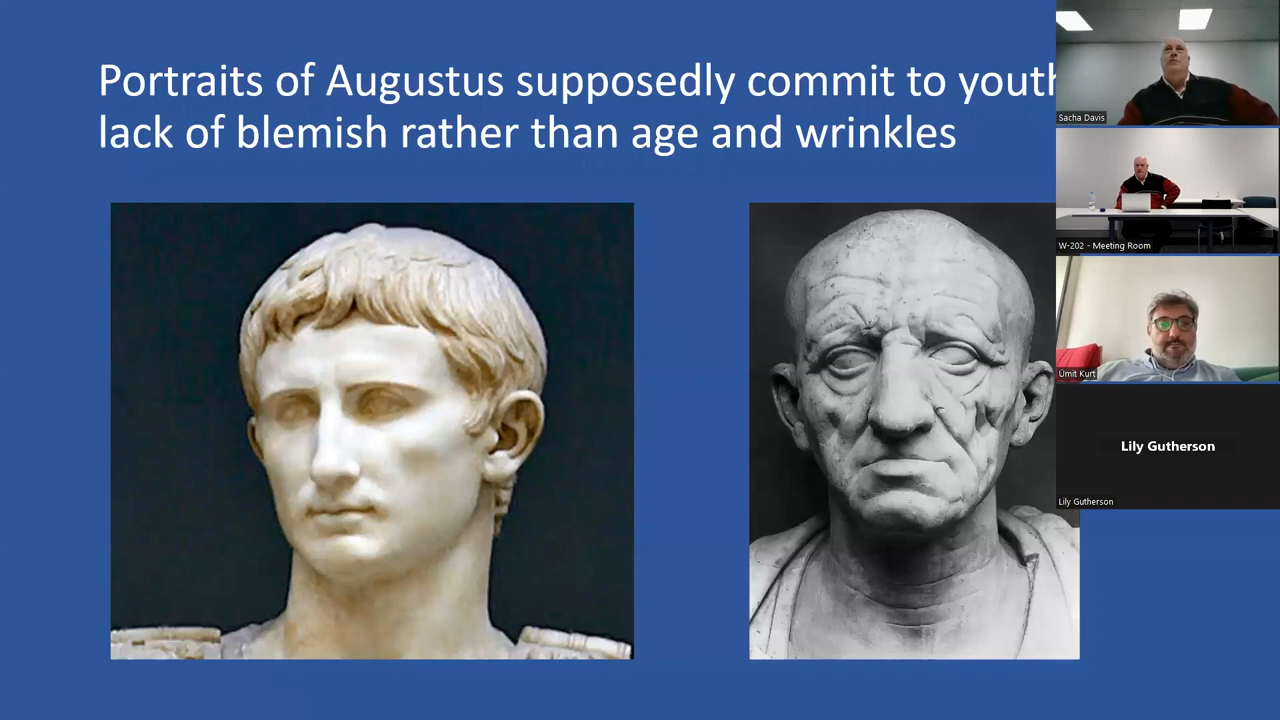 Portraits of Augustus supposedly commit to youth
lack of blemish rather than age and wrinkles
Sacha Davis
W-202 - Meeting Room
Ümit Kurt
Lily Gutherson
Lily Gutherson